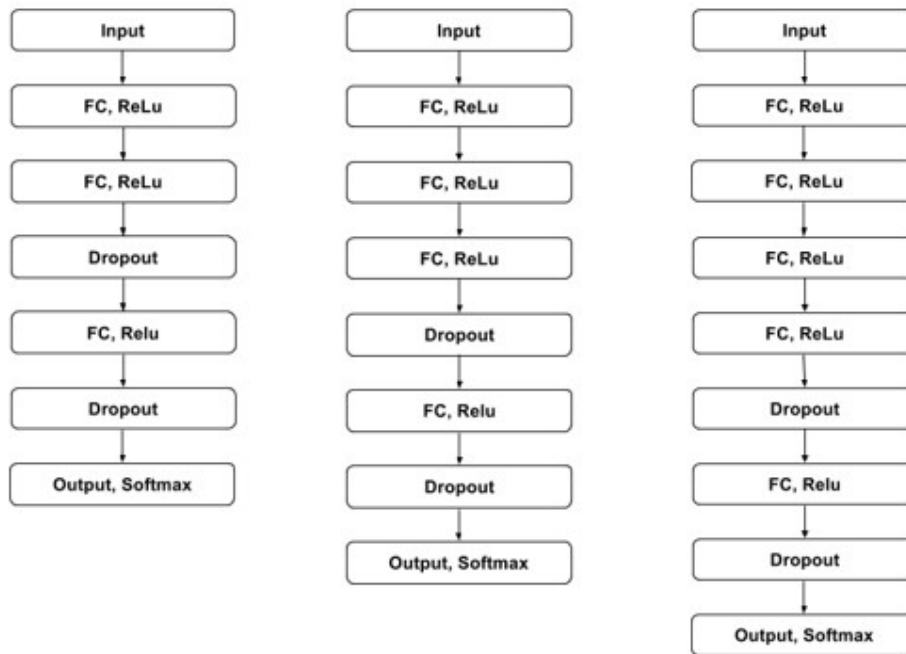 Input
FC, ReLu
FC, ReLu
Dropout
FC, Relu
Dropout
Output, Softmax
Input
FC, ReLu
FC, ReLu
FC, ReLu
Dropout
FC, Relu
Dropout
Output, Softmax
Input
FC, ReLu
FC, ReLu
FC, ReLu
FC, ReLu
Dropout
FC, Relu
Dropout
Output, Softmax